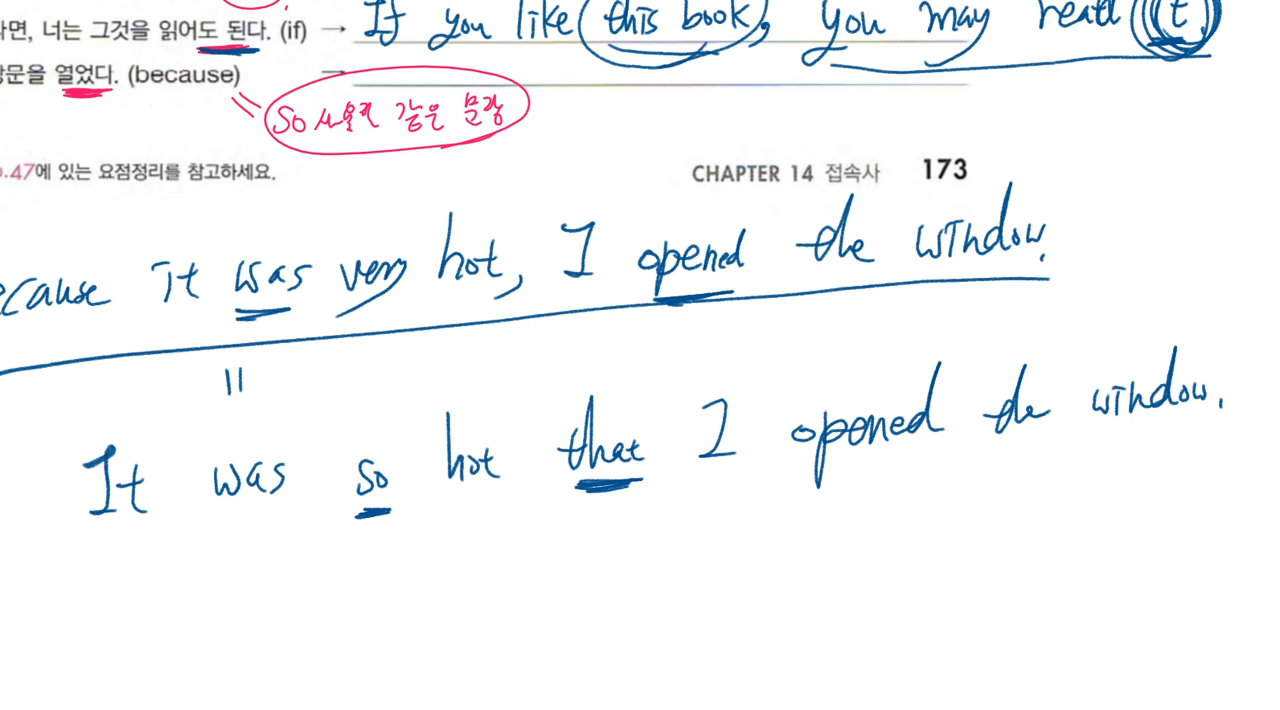 라면, 너는 그것을 읽어도 된다. (if) → If you like this book, you may read it
창문을 열었다. (because) →
So 사용컷 같은 문장
.47에 있는 요점정리를 참고하세요.
CHAPTER 14 접속사 173
ecause it was very hot, I opened the window.
=
It was so hot that I opened the window.